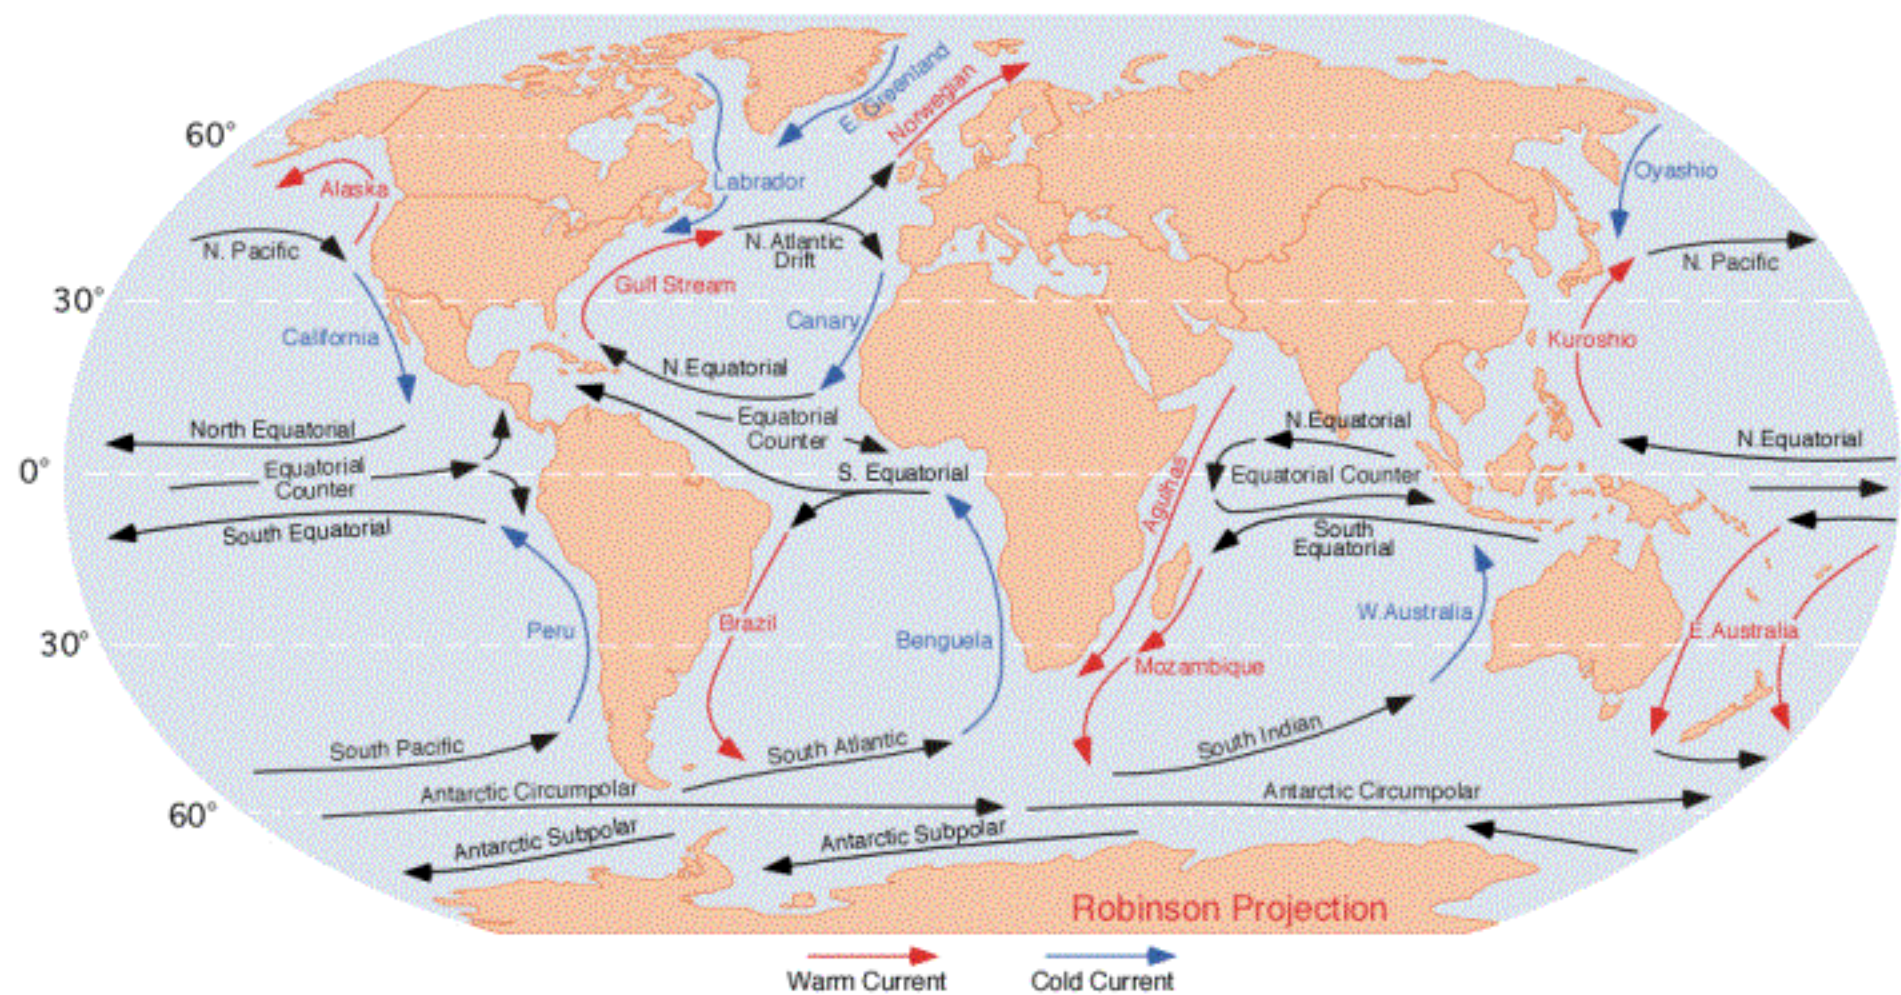 E. Greenland
Norwegian
60°
Labrador
Oyashio
Alaska
N. Pacific
N. Atlantic
Drift
N. Pacific
Gulf Stream
30°
Canary
California
Kuroshio
N.Equatorial
North Equatorial
Equatorial
Counter
N.Equatorial
N.Equatorial
0°
Equatorial
Counter
S. Equatorial
Equatorial Counter
Agulhas
South Equatorial
South
Equatorial
Peru
Brazil
Benguela
W.Australia
E.Australia
30°
Mozambique
South Pacific
South Atlantic
South Indian
Antarctic Circumpolar
Antarctic Circumpolar
60°
Antarctic Subpolar
Antarctic Subpolar
Robinson Projection
Warm Current
Cold Current